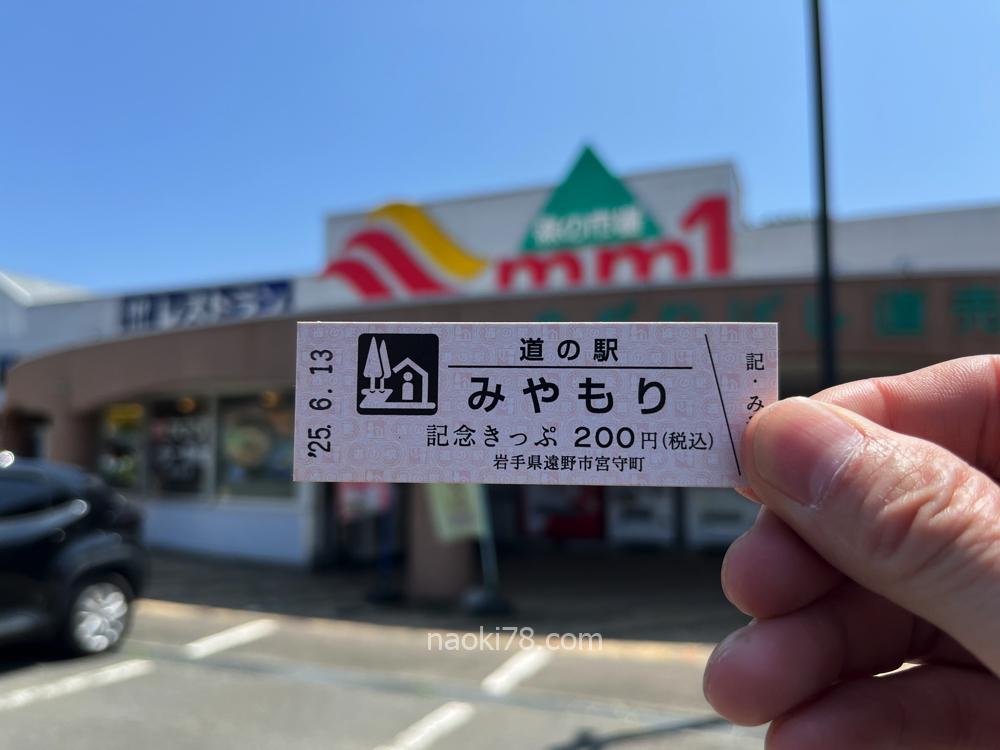 の市場
mm1
レストラン
直売
'25. 6. 13
道の駅
みやもり
記念きっぷ 200円(税込)
岩手県遠野市宮守町
記・み
naoki78.com